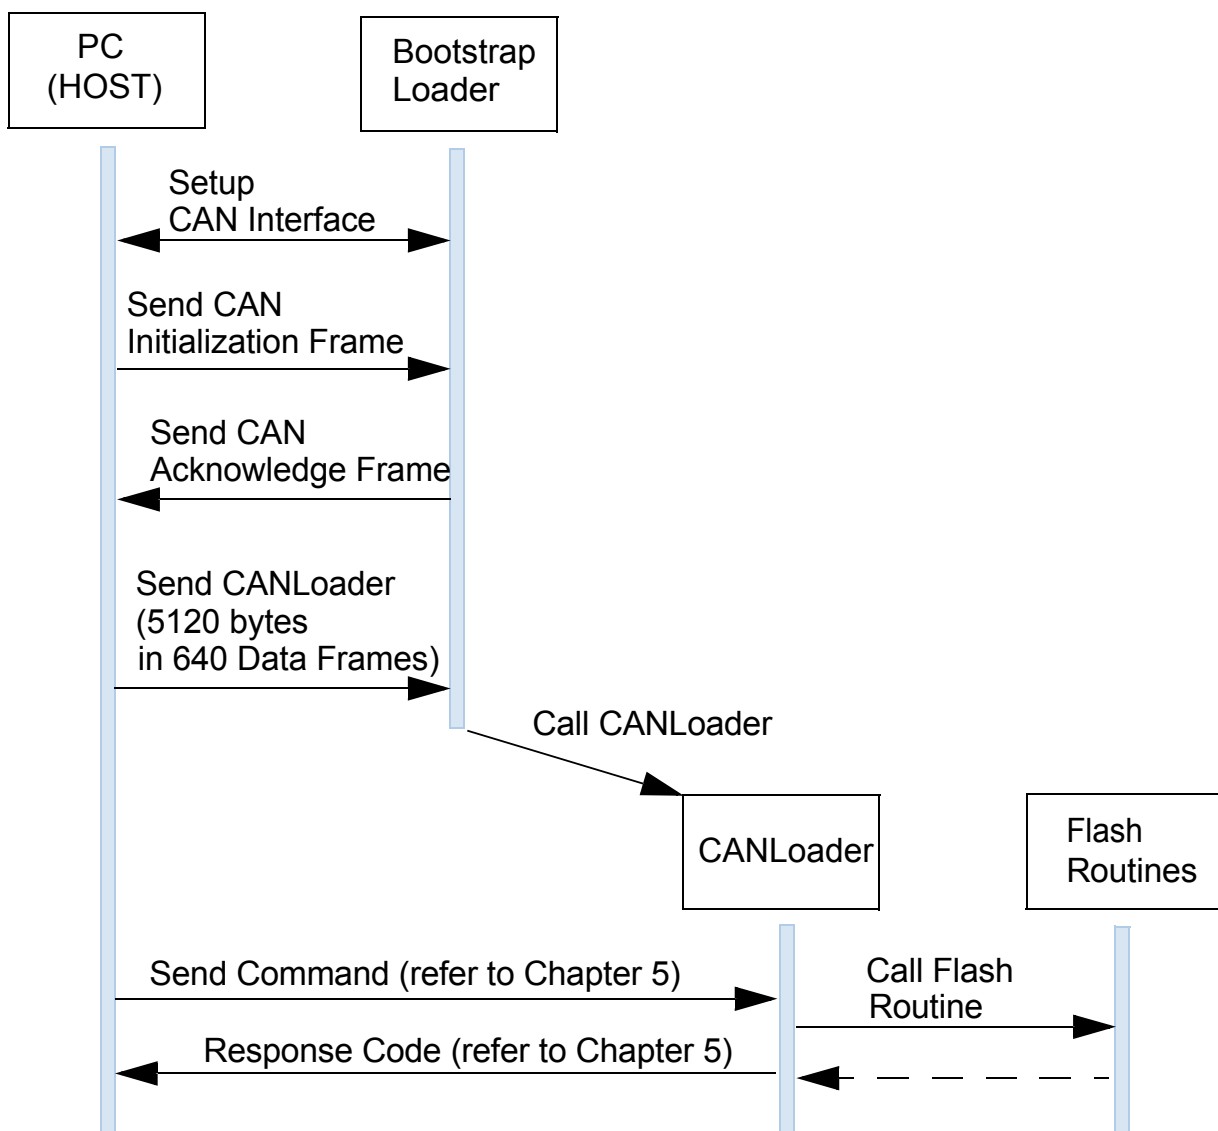 PC
(HOST)
Bootstrap
Loader
Setup
CAN Interface
Send CAN
Initialization Frame
Send CAN
Acknowledge Frame
Send CANLoader
(5120 bytes
in 640 Data Frames)
Call CANLoader
CANLoader
Flash
Routines
Send Command (refer to Chapter 5)
Call Flash
Routine
Response Code (refer to Chapter 5)